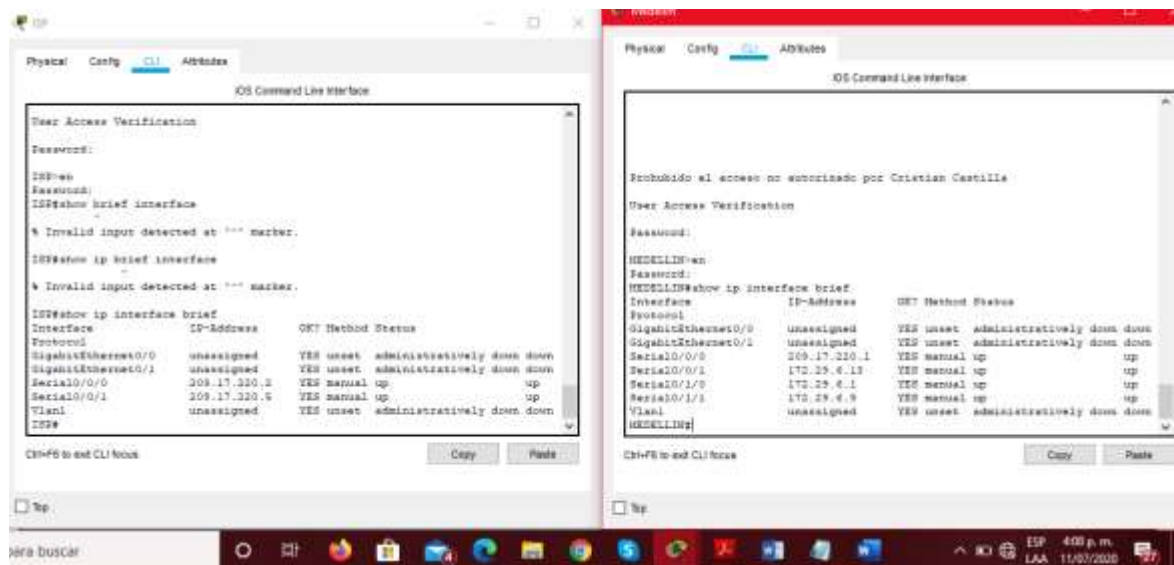 ISP
Physical Config CLI Attributes
IOS Command Line Interface
User Access Verification
Password:
ISP>en
Password:
ISP#show brief interface
^
% Invalid input detected at '^' marker.
ISP#show ip brief interface
^
% Invalid input detected at '^' marker.
ISP#show ip interface brief
Interface IP-Address OK? Method Status
Protocol
GigabitEthernet0/0 unassigned YES unset administratively down down
GigabitEthernet0/1 unassigned YES unset administratively down down
Serial0/0/0 209.17.220.2 YES manual up up
Serial0/0/1 209.17.220.5 YES manual up up
Vlan1 unassigned YES unset administratively down down
ISP#
Ctrl+F6 to exit CLI focus
Copy Paste
Top
Physical Config CLI Attributes
IOS Command Line Interface
Prohubido el acceso no autorizado por Cristian Castilla
User Access Verification
Password:
MEDELLIN>en
Password:
MEDELLIN#show ip interface brief
Interface IP-Address OK? Method Status
Protocol
GigabitEthernet0/0 unassigned YES unset administratively down down
GigabitEthernet0/1 unassigned YES unset administratively down down
Serial0/0/0 209.17.220.1 YES manual up up
Serial0/0/1 172.29.6.13 YES manual up up
Serial0/1/0 172.29.6.1 YES manual up up
Serial0/1/1 172.29.6.9 YES manual up up
Vlan1 unassigned YES unset administratively down down
MEDELLIN#
Ctrl+F6 to exit CLI focus
Copy Paste
Top
para buscar
ESP 4:00 p. m.
LAA 11/07/2020